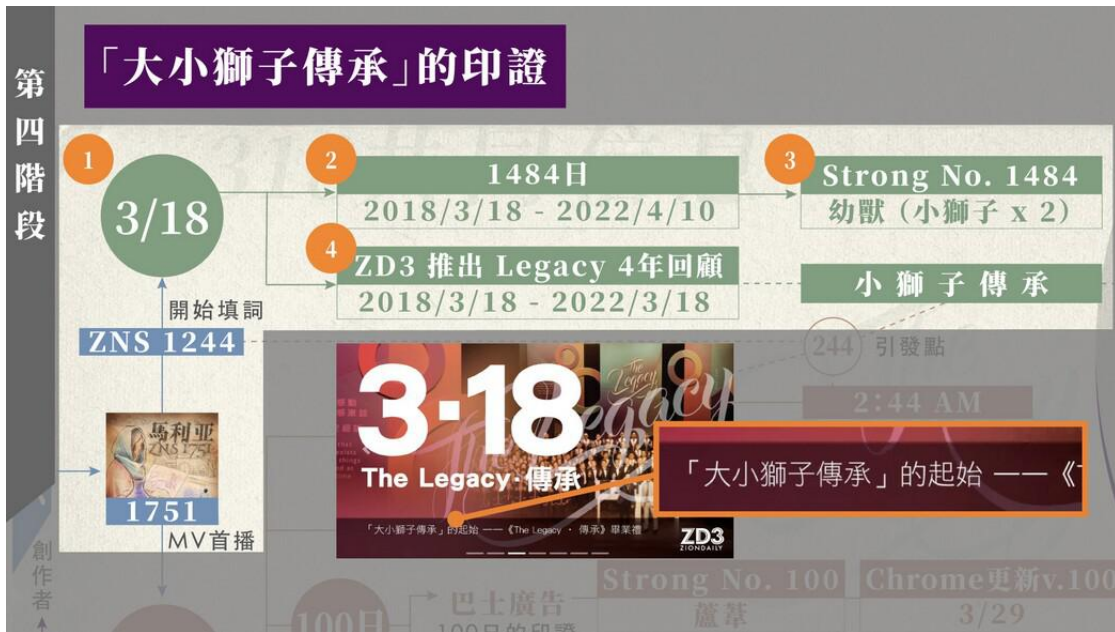 第四階段
「大小獅子傳承」的印證
1
3/18
2
1484日
2018/3/18 - 2022/4/10
3
Strong No. 1484
幼獸（小獅子 x 2）
4
ZD3 推出 Legacy 4年回顧
2018/3/18 - 2022/3/18
小獅子傳承
開始填詞
ZNS 1244
244
引發點
2:44 AM
馬利亚
ZNS 1751
1751
MV首播
3·18
The Legacy
The Legacy·傳承
「大小獅子傳承」的起始 ——《The Legacy · 傳承》畢業禮
ZD3
ZIONDAILY
「大小獅子傳承」的起始 ——《
創作者
100日
巴士廣告
100日的印證
Strong No. 100
蘆葦
Chrome更新v.100
3/29